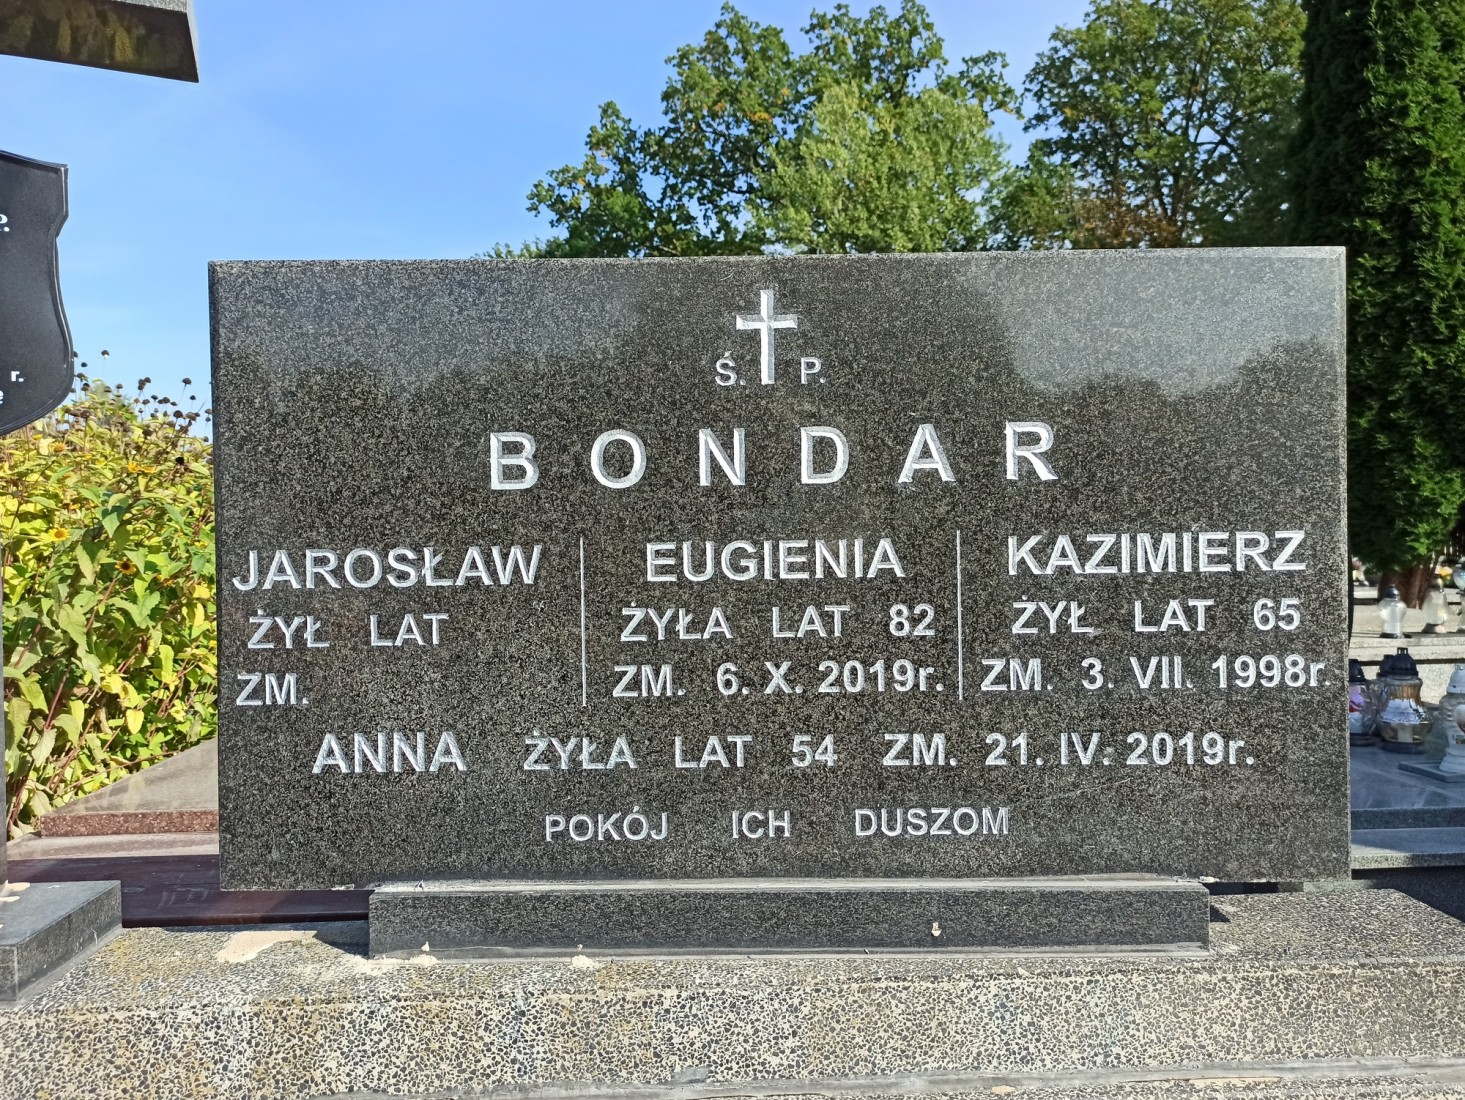 Ś. P.
BONDAR
JAROSŁAW
ŻYŁ LAT
ZM.
EUGIENIA
ŻYŁA LAT 82
ZM. 6. X. 2019r.
KAZIMIERZ
ŻYŁ LAT 65
ZM. 3. VII. 1998r.
ANNA ŻYŁA LAT 54 ZM. 21. IV. 2019r.
POKÓJ ICH DUSZOM